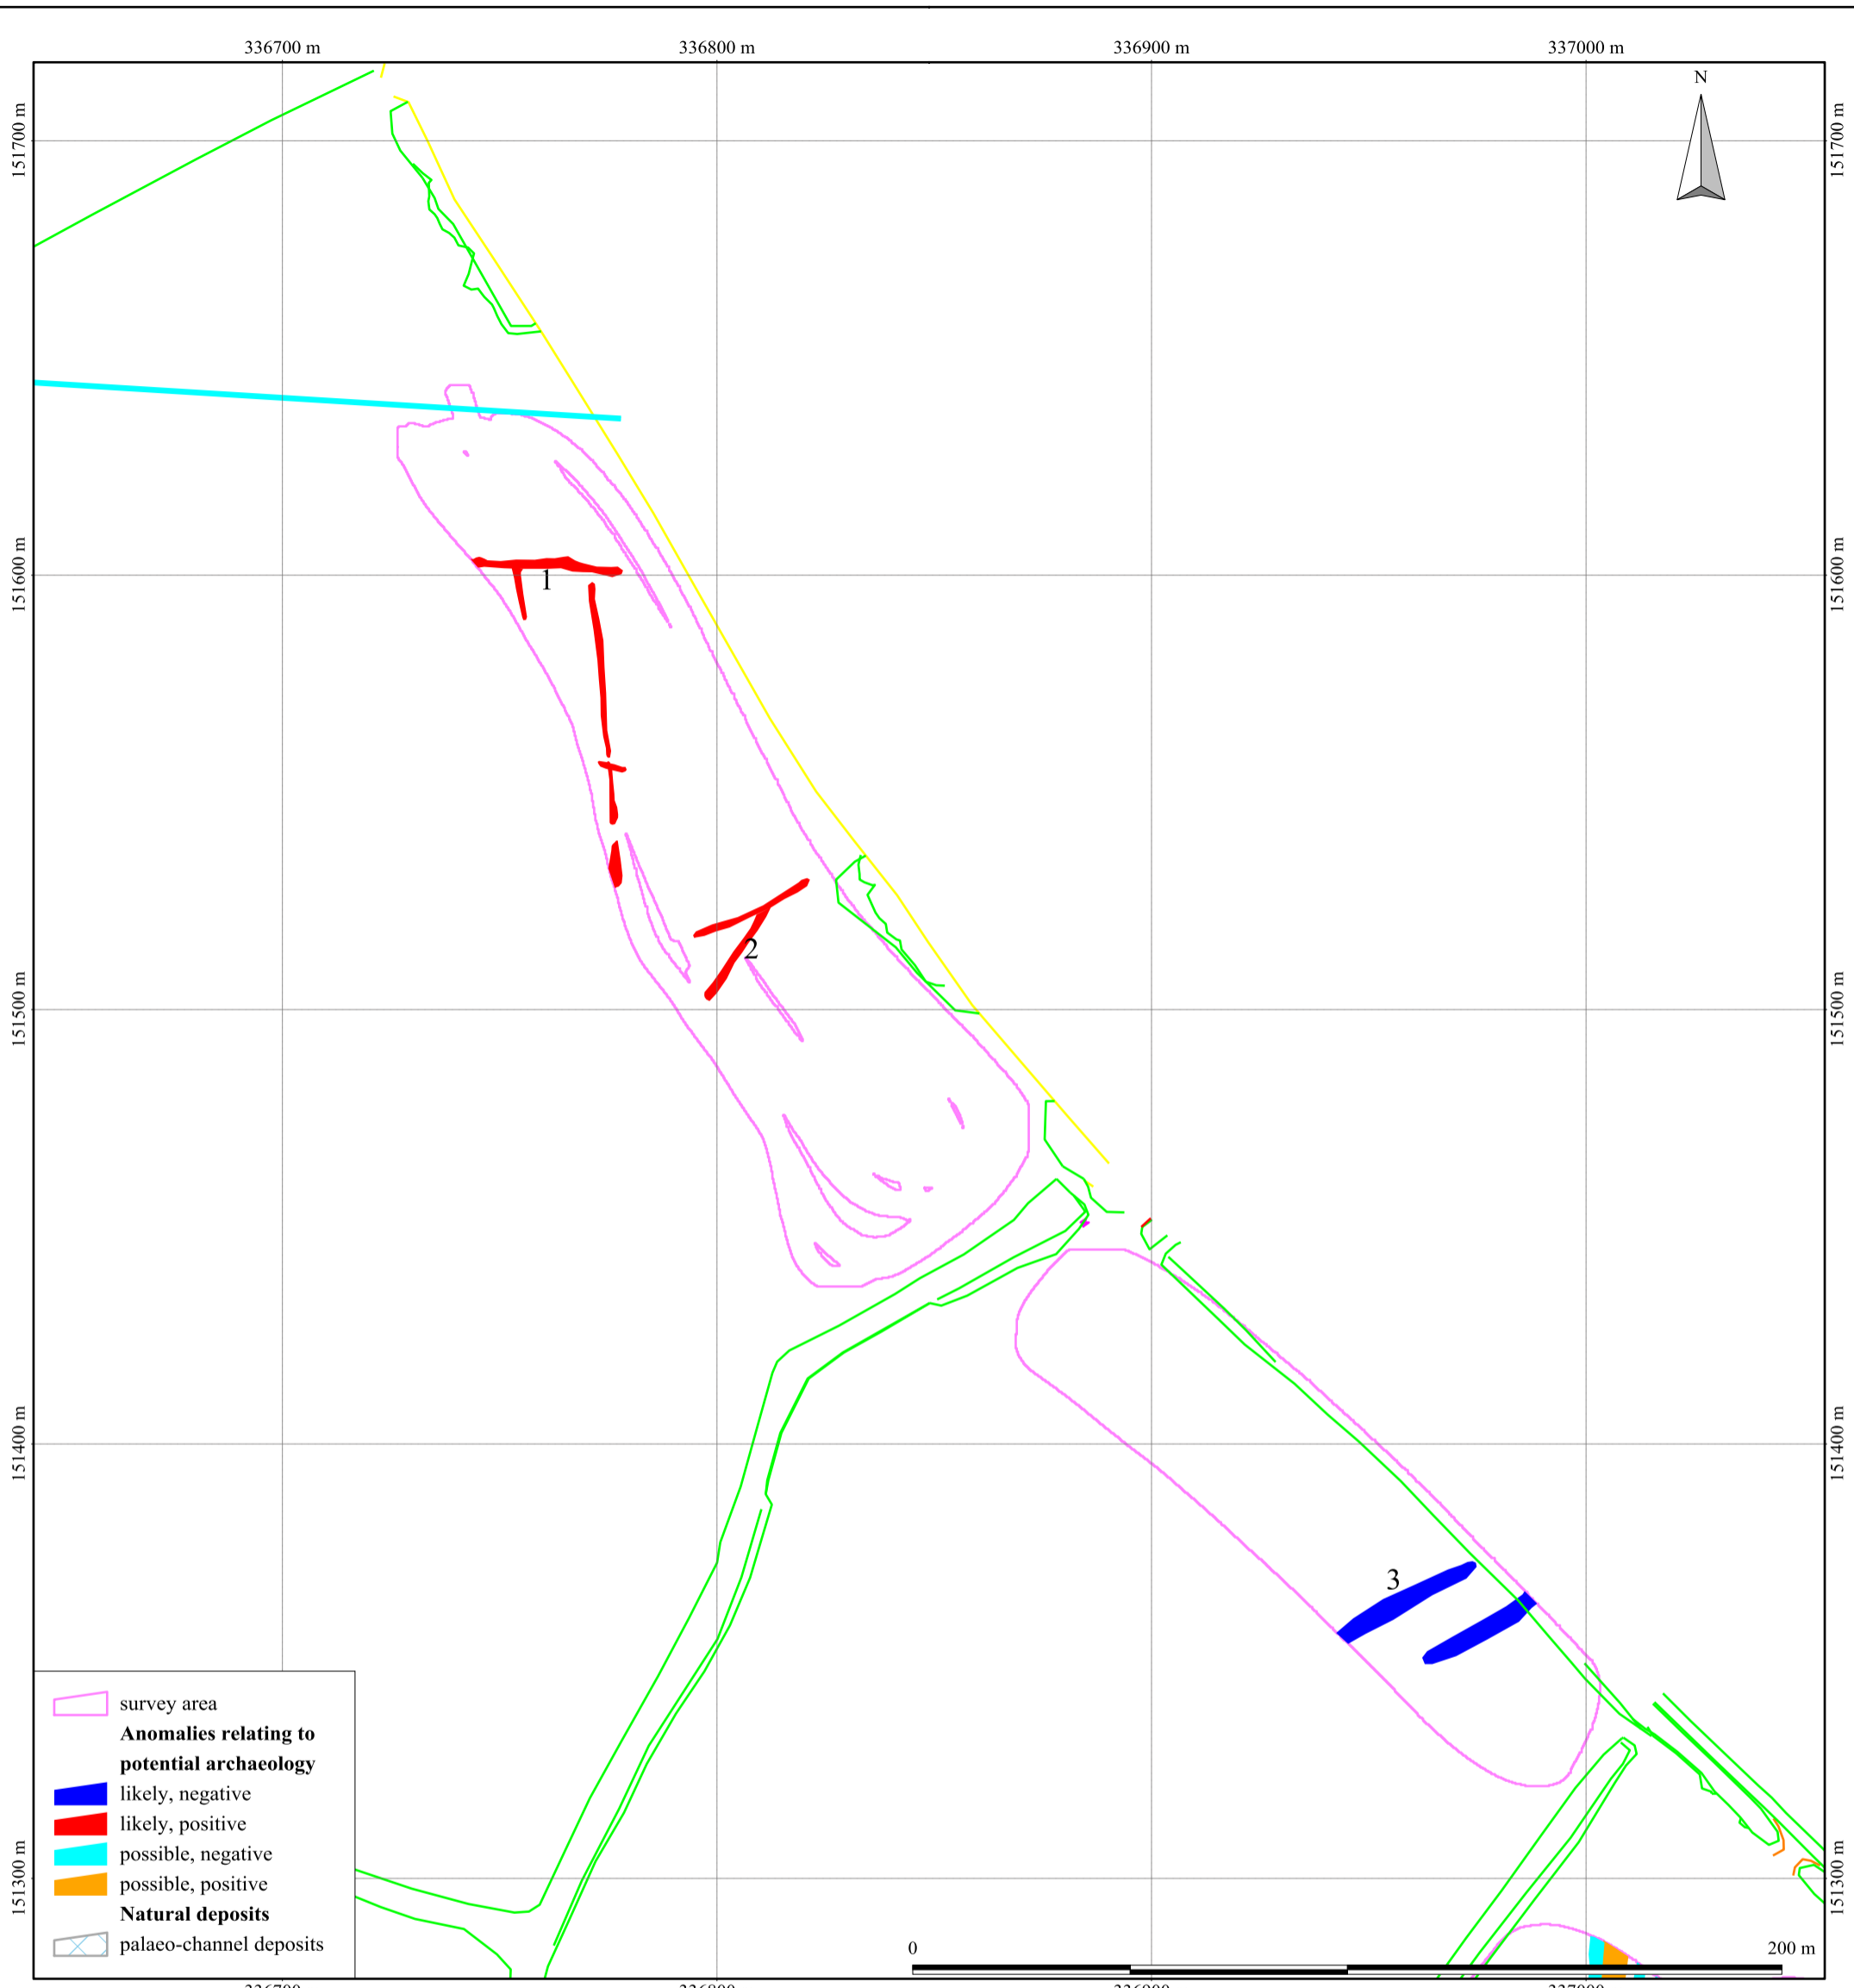 336700 m 336800 m 336900 m 337000 m
N
151700 m 151700 m
151600 m 151600 m
1
2
151500 m 151500 m
151400 m 151400 m
3
survey area
Anomalies relating to
potential archaeology
likely, negative
likely, positive
possible, negative
possible, positive
Natural deposits
palaeo-channel deposits
151300 m 151300 m
0 200 m